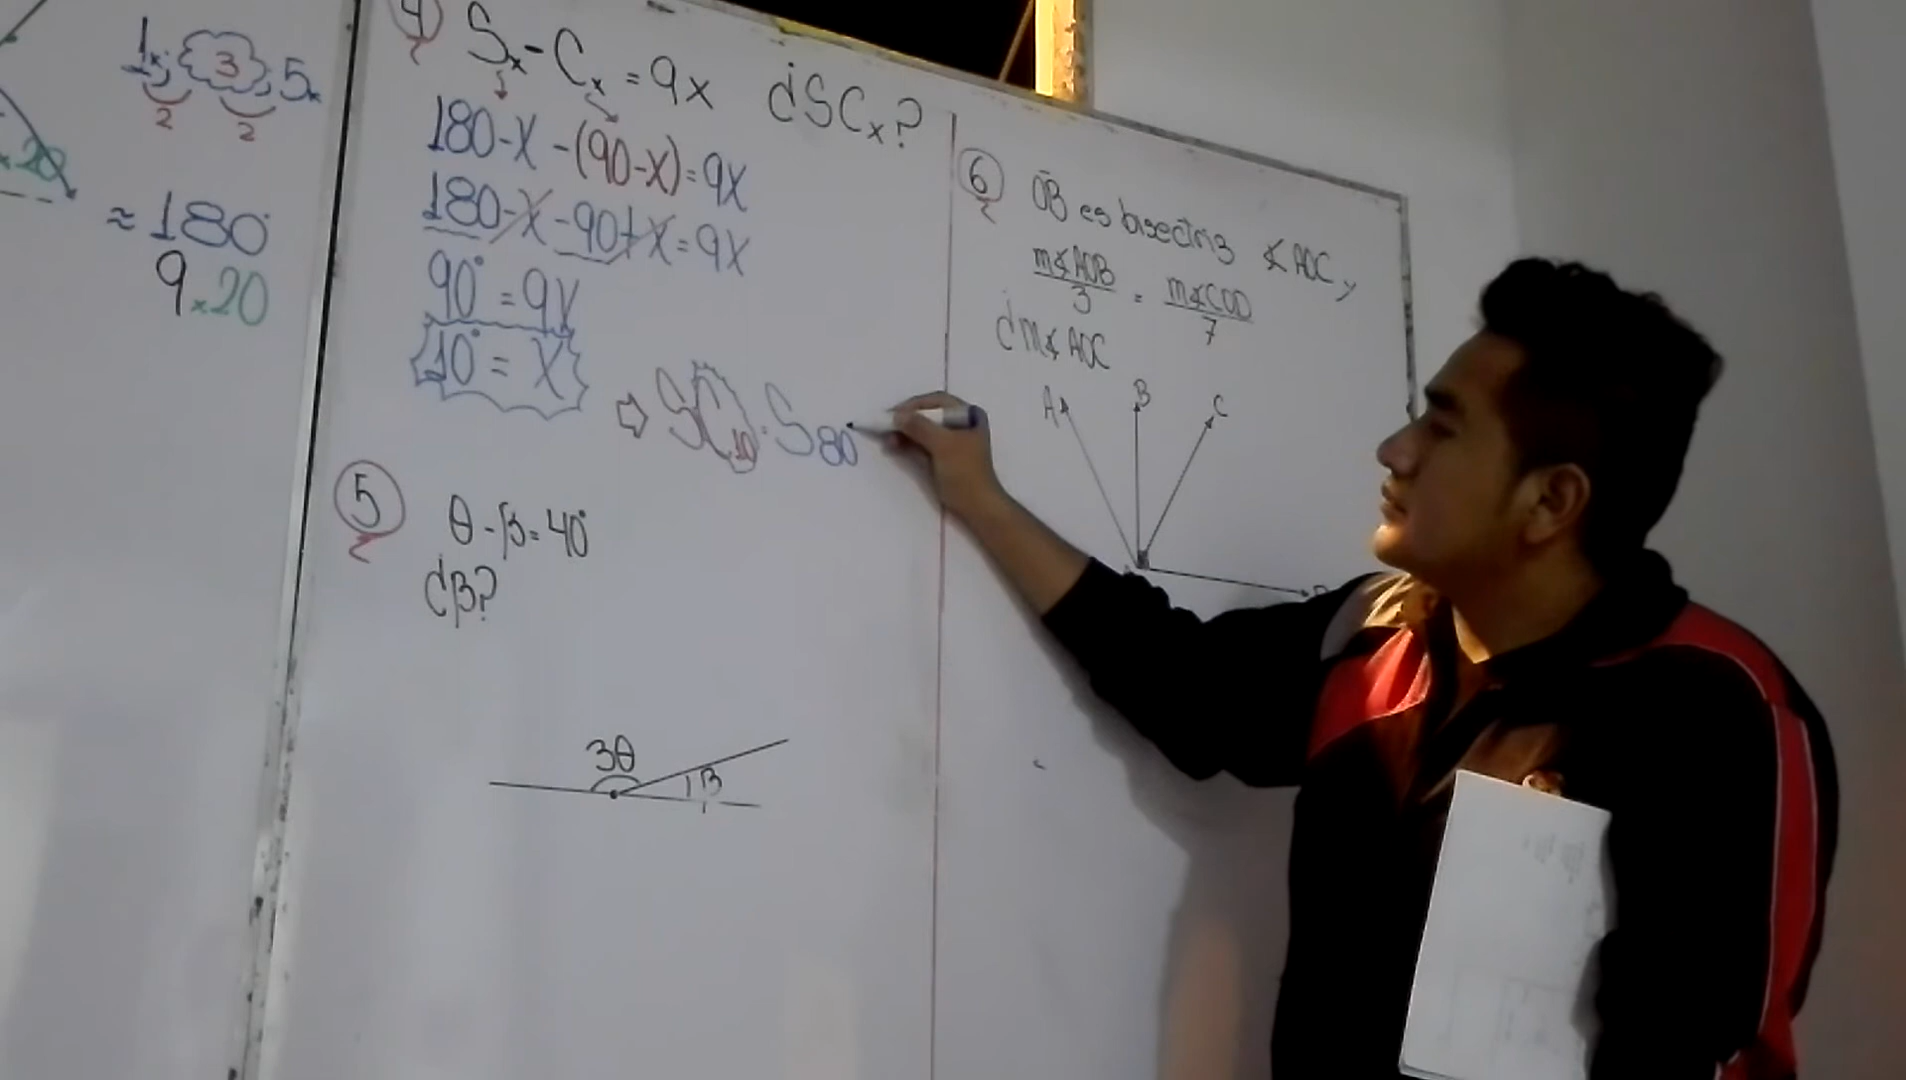 1x; 3; 5x
2 2
x20
≈ 180°
9x20
4) Sx - Cx = 9x ¿SCx?
180-X-(90-X)=9X
180-X-90+X=9X
90° = 9X
10° = X
⇨ SC10 = S80°
5
θ - β = 40°
¿β?
3θ
β
6 OB es bisectriz ∢AOC, y
m∢AOB/3 = m∢COD/7
¿m∢AOC
A B C